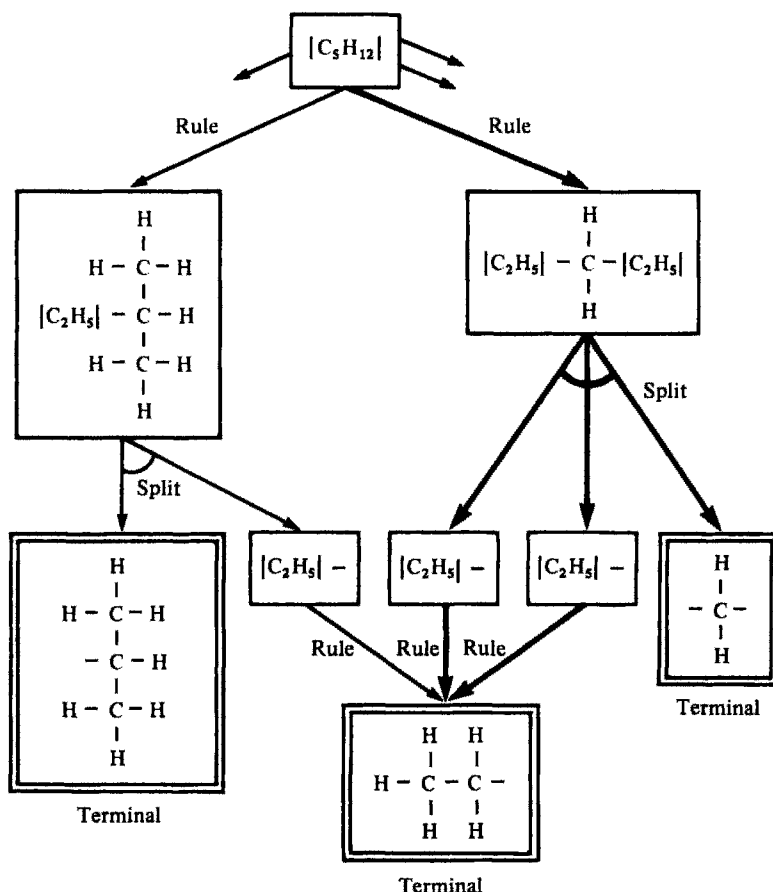 |C₅H₁₂|
Rule
Rule
H
H – C – H
|C₂H₅| – C – H
H – C – H
H
H
|C₂H₅| – C – |C₂H₅|
H
Split
Split
H
H – C – H
– C – H
H – C – H
H
Terminal
|C₂H₅| –
|C₂H₅| –
|C₂H₅| –
H
– C –
H
Terminal
Rule
Rule
Rule
H H
H – C – C –
H H
Terminal